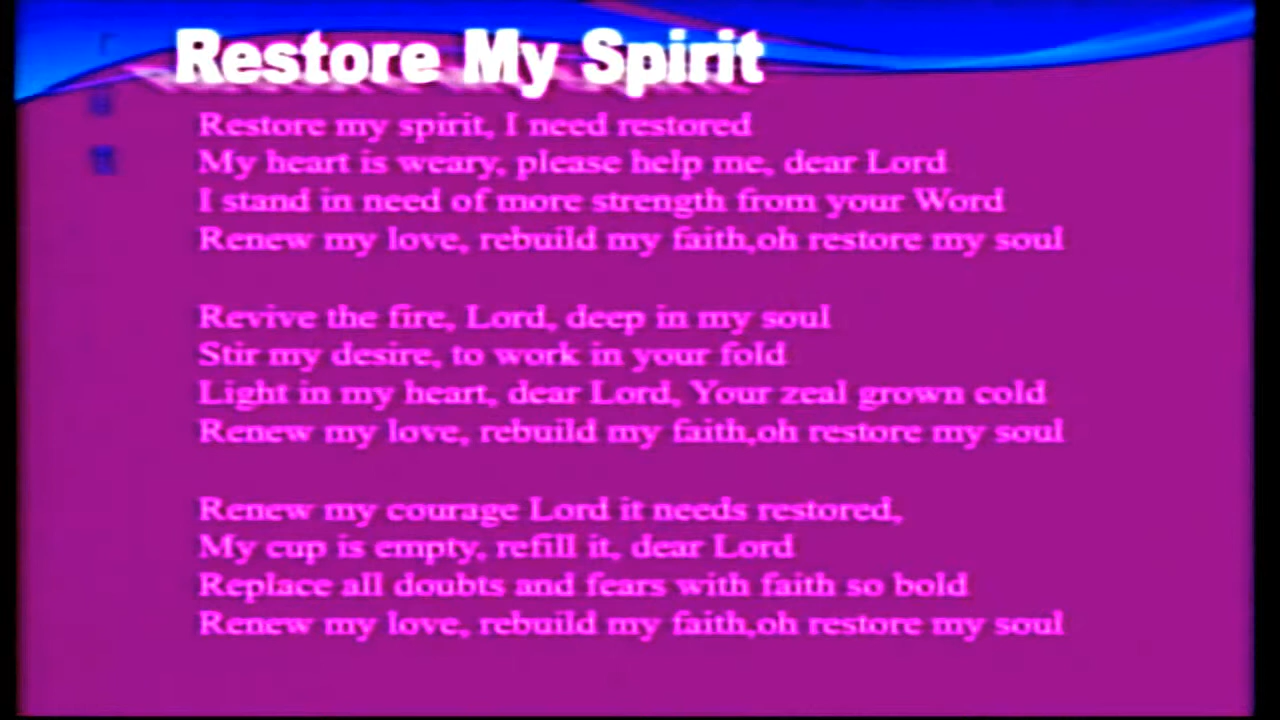 Restore My Spirit
Restore my spirit, I need restored
My heart is weary, please help me, dear Lord
I stand in need of more strength from your Word
Renew my love, rebuild my faith,oh restore my soul
Revive the fire, Lord, deep in my soul
Stir my desire, to work in your fold
Light in my heart, dear Lord, Your zeal grown cold
Renew my love, rebuild my faith,oh restore my soul
Renew my courage Lord it needs restored,
My cup is empty, refill it, dear Lord
Replace all doubts and fears with faith so bold
Renew my love, rebuild my faith,oh restore my soul